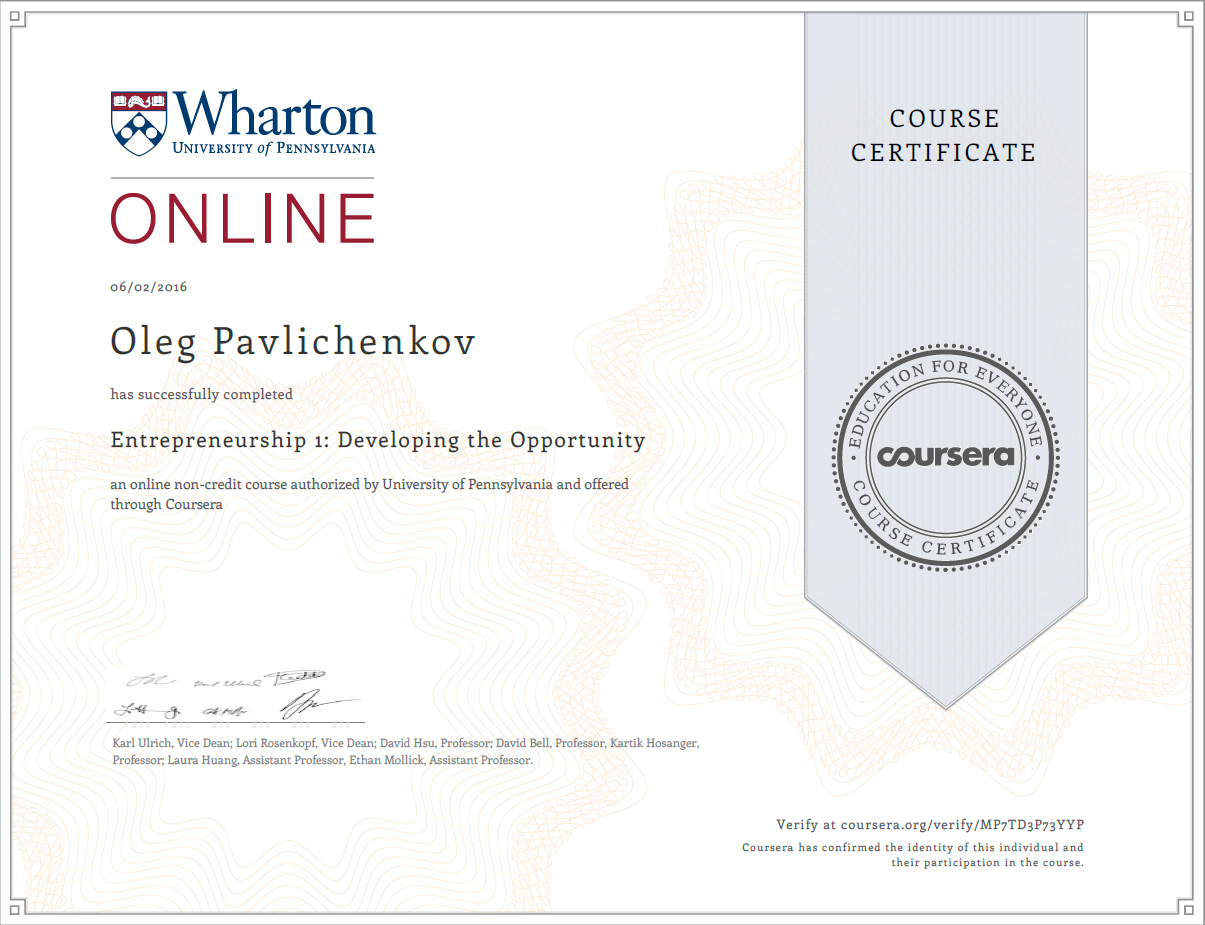 Wharton
UNIVERSITY of PENNSYLVANIA
ONLINE
06/02/2016
Oleg Pavlichenkov
has successfully completed
Entrepreneurship 1: Developing the Opportunity
an online non-credit course authorized by University of Pennsylvania and offered
through Coursera
Karl Ulrich, Vice Dean; Lori Rosenkopf, Vice Dean; David Hsu, Professor; David Bell, Professor, Kartik Hosanger,
Professor; Laura Huang, Assistant Professor, Ethan Mollick, Assistant Professor.
COURSE
CERTIFICATE
EDUCATION FOR EVERYONE
coursera
COURSE CERTIFICATE
Verify at coursera.org/verify/MP7TD3P73YYP
Coursera has confirmed the identity of this individual and
their participation in the course.